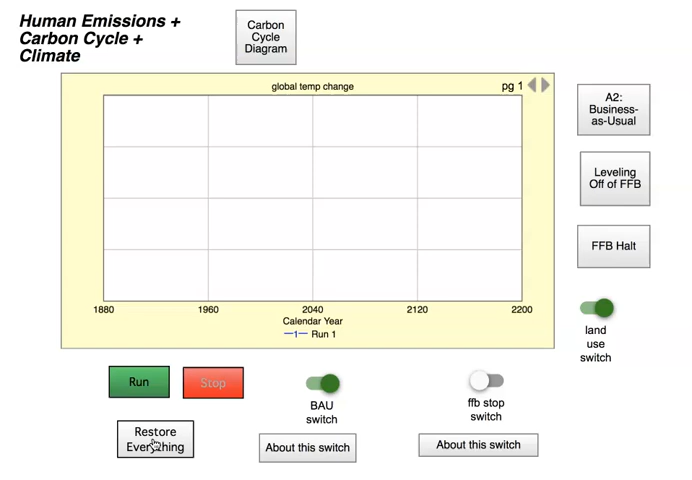 Human Emissions +
Carbon Cycle +
Climate
Carbon
Cycle
Diagram
global temp change
pg 1
A2:
Business-
as-Usual
Leveling
Off of FFB
FFB Halt
1880 1960 2040 2120 2200
Calendar Year
1 Run 1
land
use
switch
Run
Stop
BAU
switch
ffb stop
switch
Restore
Everything
About this switch
About this switch